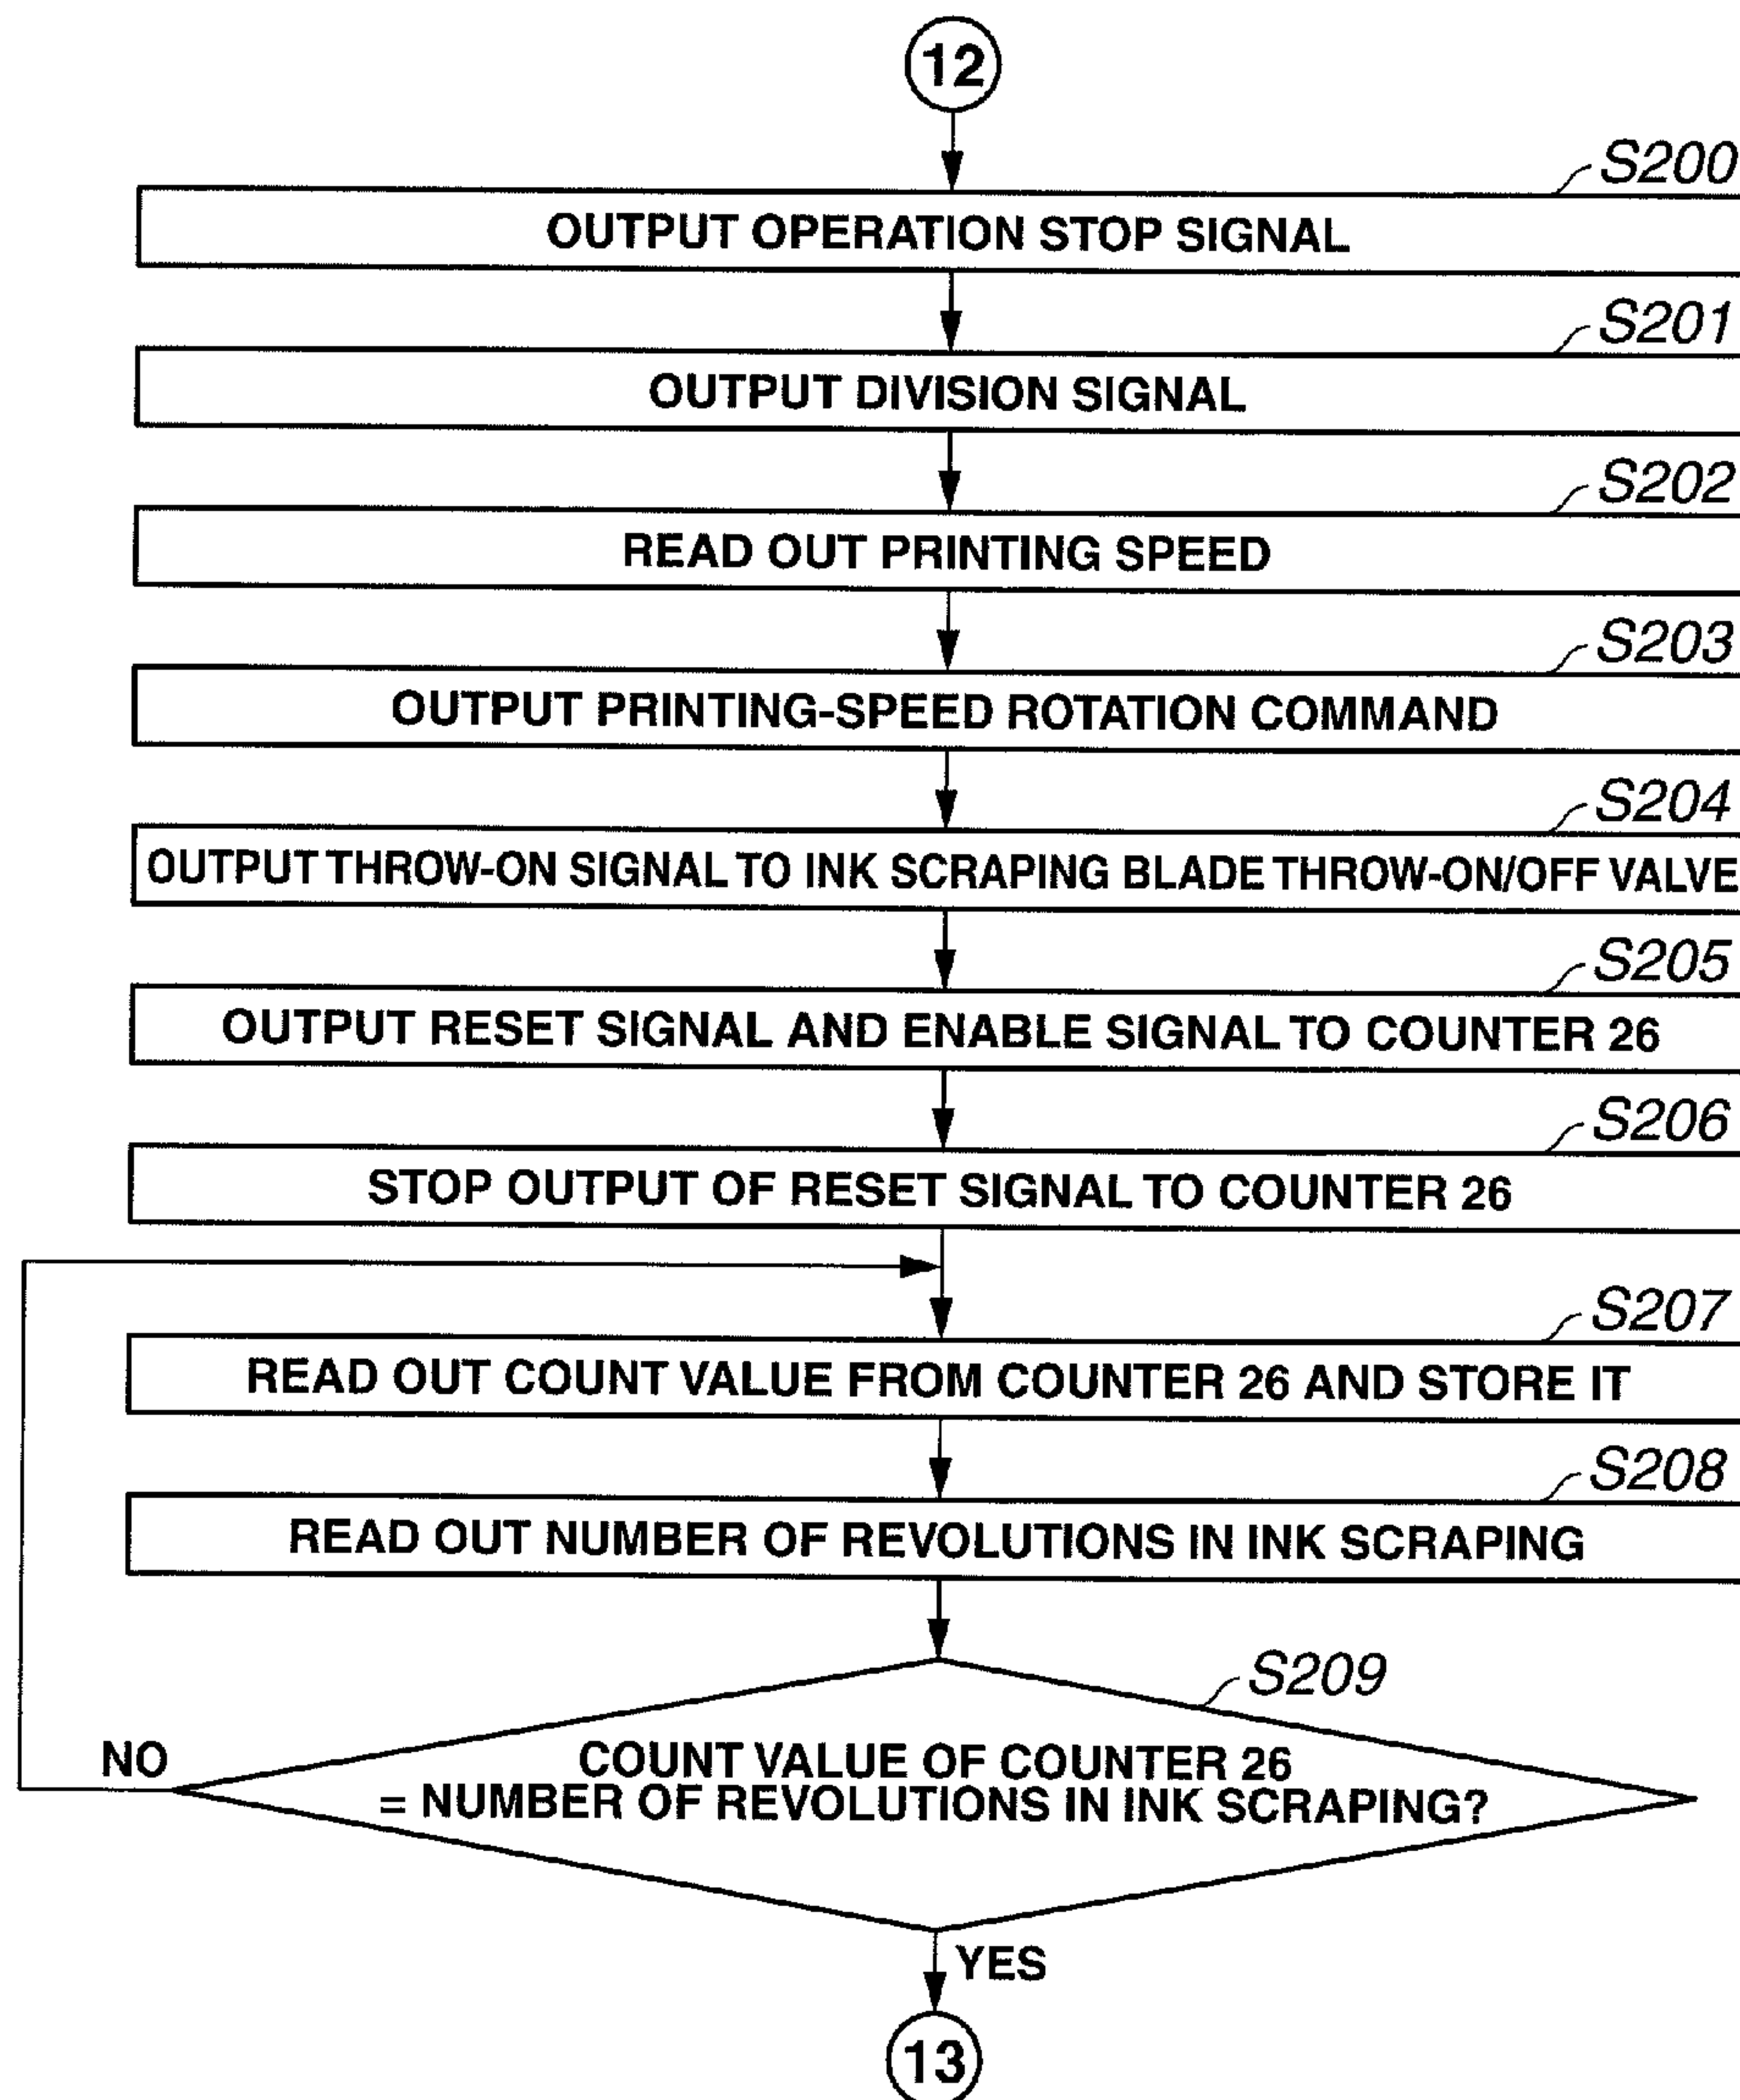 12
S200
OUTPUT OPERATION STOP SIGNAL
S201
OUTPUT DIVISION SIGNAL
S202
READ OUT PRINTING SPEED
S203
OUTPUT PRINTING-SPEED ROTATION COMMAND
S204
OUTPUT THROW-ON SIGNAL TO INK SCRAPING BLADE THROW-ON/OFF VALVE
S205
OUTPUT RESET SIGNAL AND ENABLE SIGNAL TO COUNTER 26
S206
STOP OUTPUT OF RESET SIGNAL TO COUNTER 26
S207
READ OUT COUNT VALUE FROM COUNTER 26 AND STORE IT
S208
READ OUT NUMBER OF REVOLUTIONS IN INK SCRAPING
S209
NO
COUNT VALUE OF COUNTER 26
= NUMBER OF REVOLUTIONS IN INK SCRAPING?
YES
13